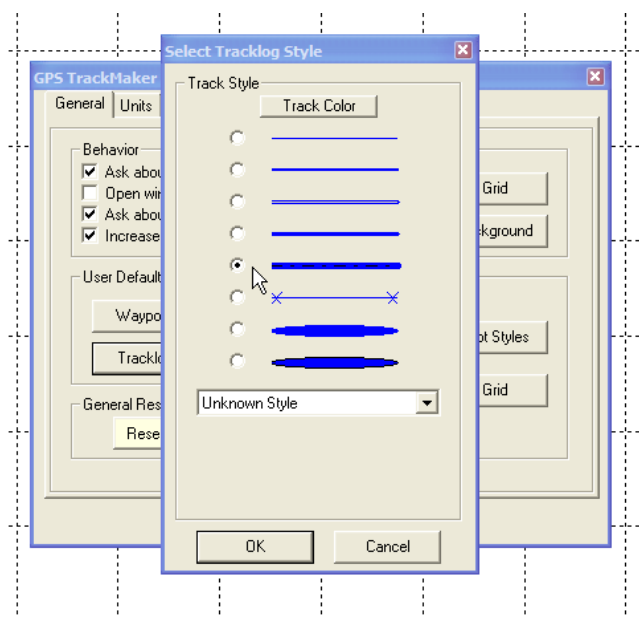 Select Tracklog Style
GPS TrackMaker
Track Style
General
Units
Track Color
Behavior
Ask abou
Open wir
Ask abou
Increase
Grid
kground
User Default
Waypo
Trackl
ot Styles
Grid
Unknown Style
General Res
Rese
OK
Cancel